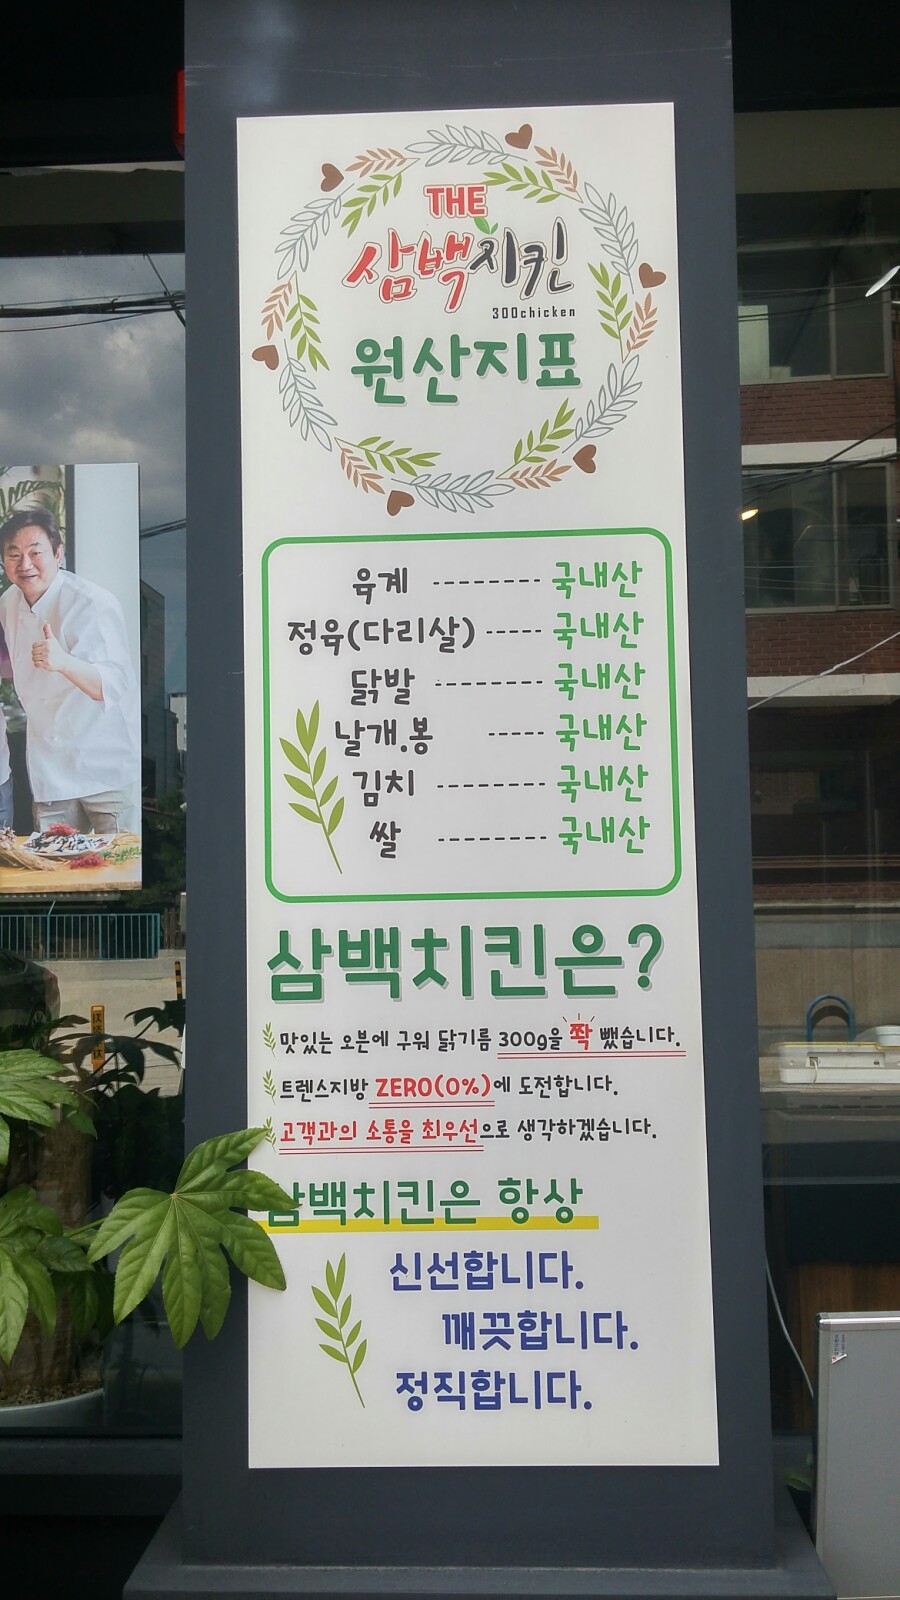 THE
삼백치킨
300chicken
원산지표
육계 -------- 국내산
정육(다리살) ----- 국내산
닭발 -------- 국내산
날개.봉 ----- 국내산
김치 -------- 국내산
쌀 -------- 국내산
삼백치킨은?
맛있는 오븐에 구워 닭기름 300g을 짝 뺐습니다.
트렌스지방 ZERO(0%)에 도전합니다.
고객과의 소통을 최우선으로 생각하겠습니다.
삼백치킨은 항상
신선합니다.
깨끗합니다.
정직합니다.